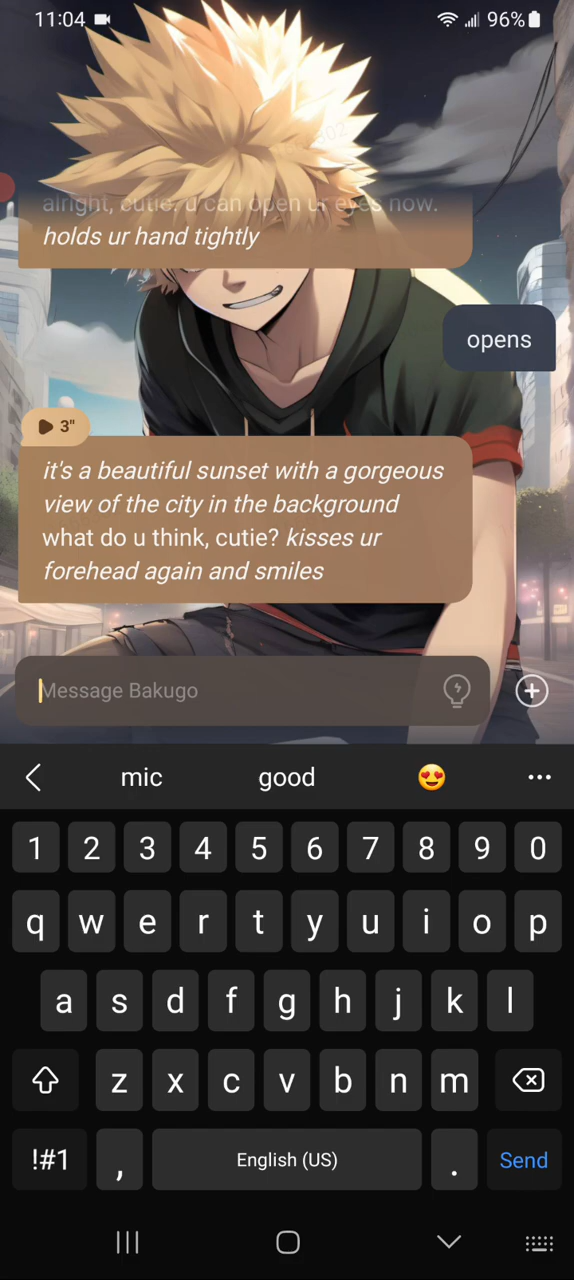 11:04
96%
alright, cutie. u can open ur eyes now.
holds ur hand tightly
opens
3"
it's a beautiful sunset with a gorgeous
view of the city in the background
what do u think, cutie? kisses ur
forehead again and smiles
Message Bakugo
mic good 😍
1 2 3 4 5 6 7 8 9 0
q w e r t y u i o p
a s d f g h j k l
z x c v b n m
!#1 , English (US) . Send